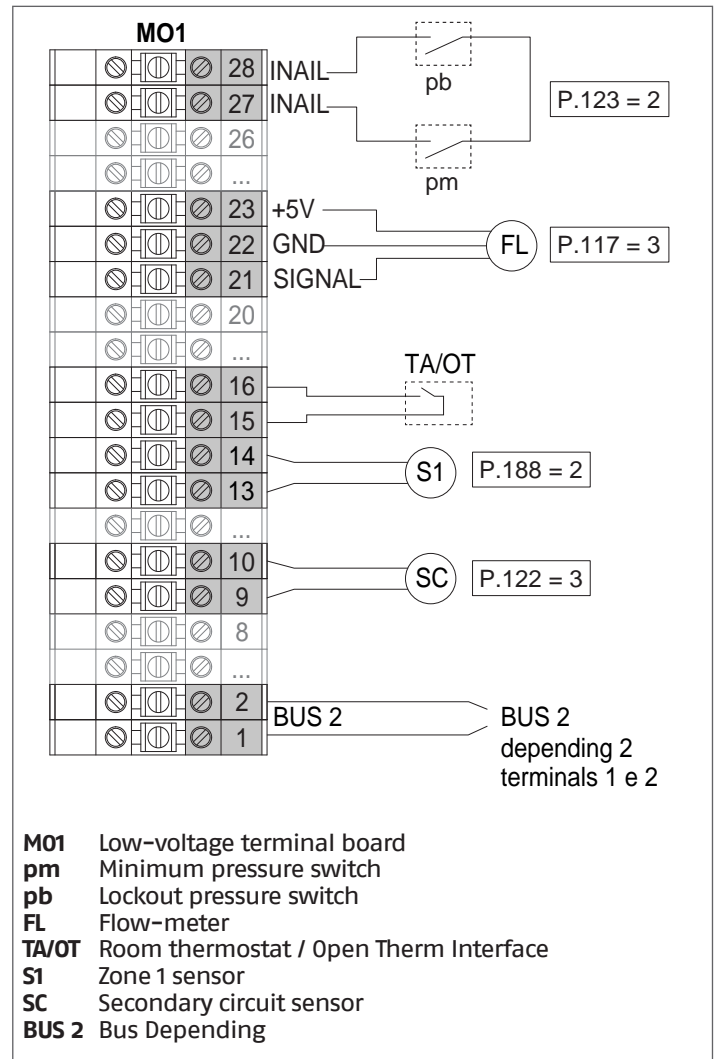 MO1
28 INAIL
pb
27 INAIL
P.123 = 2
26
pm
...
23 +5V
22 GND FL P.117 = 3
21 SIGNAL
20
...
TA/OT
16
15
14
S1 P.188 = 2
13
...
10
SC P.122 = 3
9
8
...
2
BUS 2 BUS 2
1
depending 2
terminals 1 e 2
M01 Low-voltage terminal board
pm Minimum pressure switch
pb Lockout pressure switch
FL Flow-meter
TA/OT Room thermostat / Open Therm Interface
S1 Zone 1 sensor
SC Secondary circuit sensor
BUS 2 Bus Depending